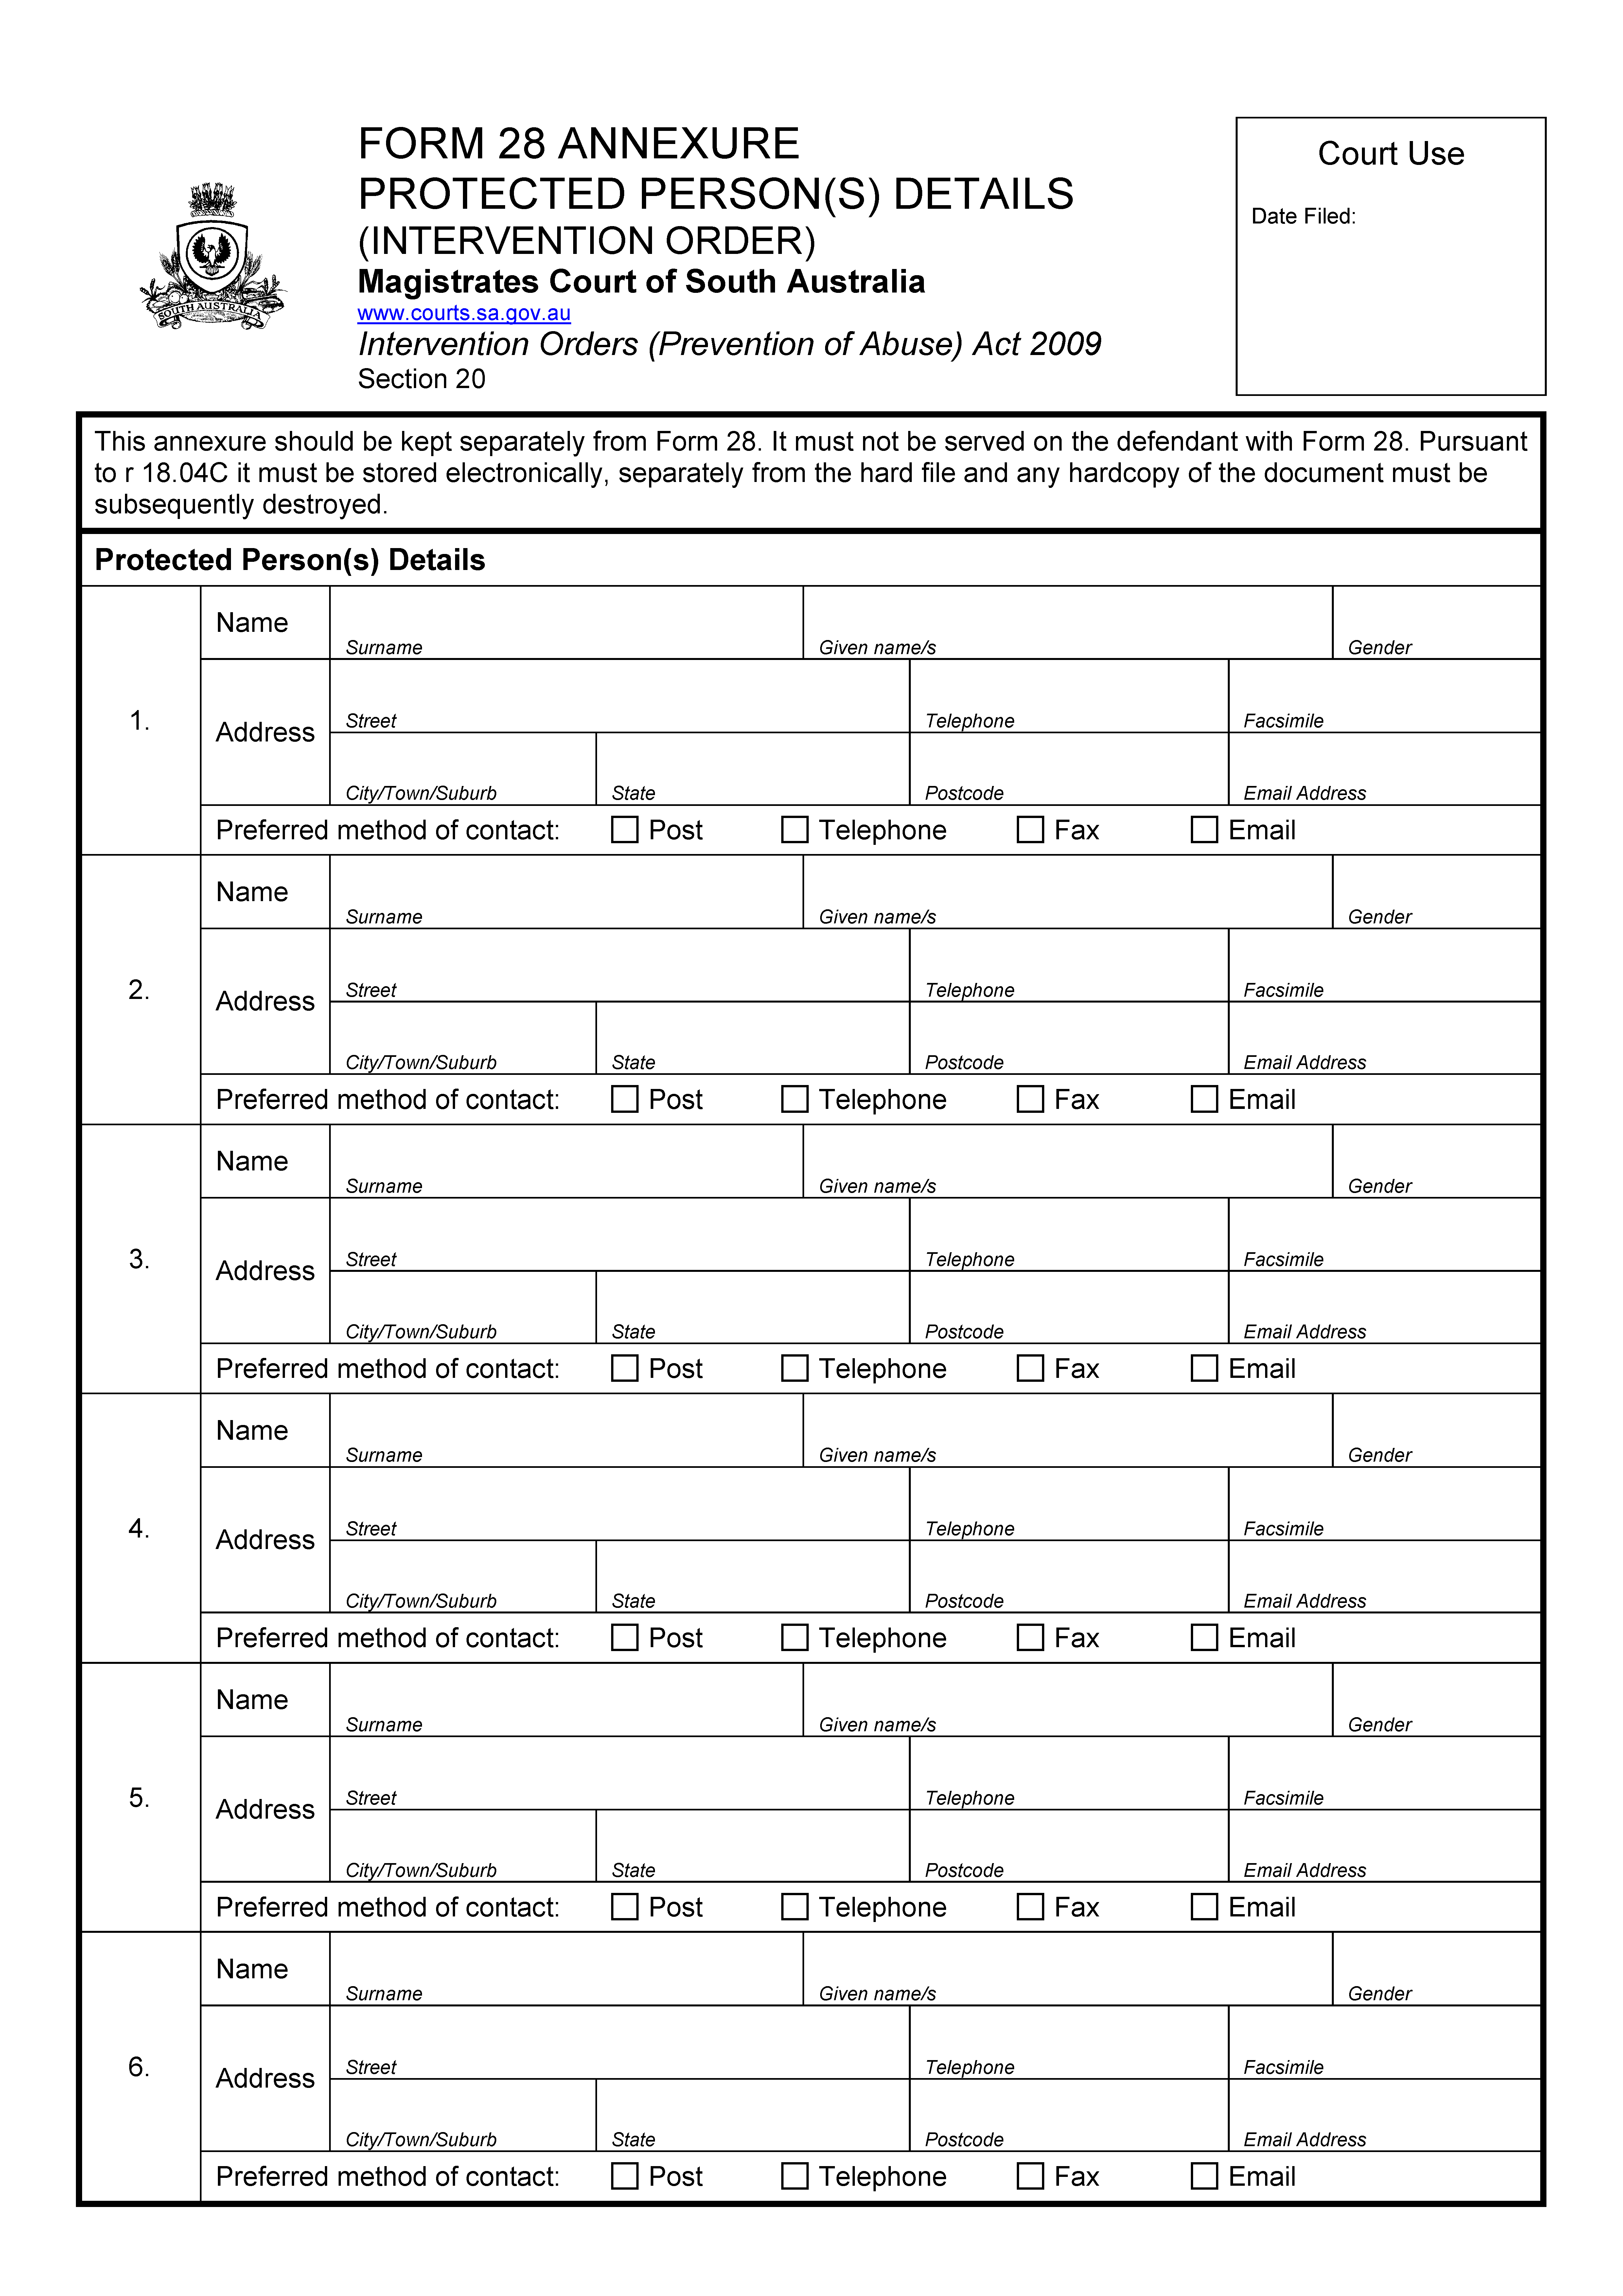 FORM 28 ANNEXURE
PROTECTED PERSON(S) DETAILS
(INTERVENTION ORDER)
Magistrates Court of South Australia
www.courts.sa.gov.au
Intervention Orders (Prevention of Abuse) Act 2009
Section 20
SOUTH AUSTRALIA
Court Use
Date Filed:
This annexure should be kept separately from Form 28. It must not be served on the defendant with Form 28. Pursuant
to r 18.04C it must be stored electronically, separately from the hard file and any hardcopy of the document must be
subsequently destroyed.
Protected Person(s) Details
1.
Name
Surname Given name/s Gender
Address
Street Telephone Facsimile
City/Town/Suburb State Postcode Email Address
Preferred method of contact: Post Telephone Fax Email
2.
Name
Surname Given name/s Gender
Address
Street Telephone Facsimile
City/Town/Suburb State Postcode Email Address
Preferred method of contact: Post Telephone Fax Email
3.
Name
Surname Given name/s Gender
Address
Street Telephone Facsimile
City/Town/Suburb State Postcode Email Address
Preferred method of contact: Post Telephone Fax Email
4.
Name
Surname Given name/s Gender
Address
Street Telephone Facsimile
City/Town/Suburb State Postcode Email Address
Preferred method of contact: Post Telephone Fax Email
5.
Name
Surname Given name/s Gender
Address
Street Telephone Facsimile
City/Town/Suburb State Postcode Email Address
Preferred method of contact: Post Telephone Fax Email
6.
Name
Surname Given name/s Gender
Address
Street Telephone Facsimile
City/Town/Suburb State Postcode Email Address
Preferred method of contact: Post Telephone Fax Email